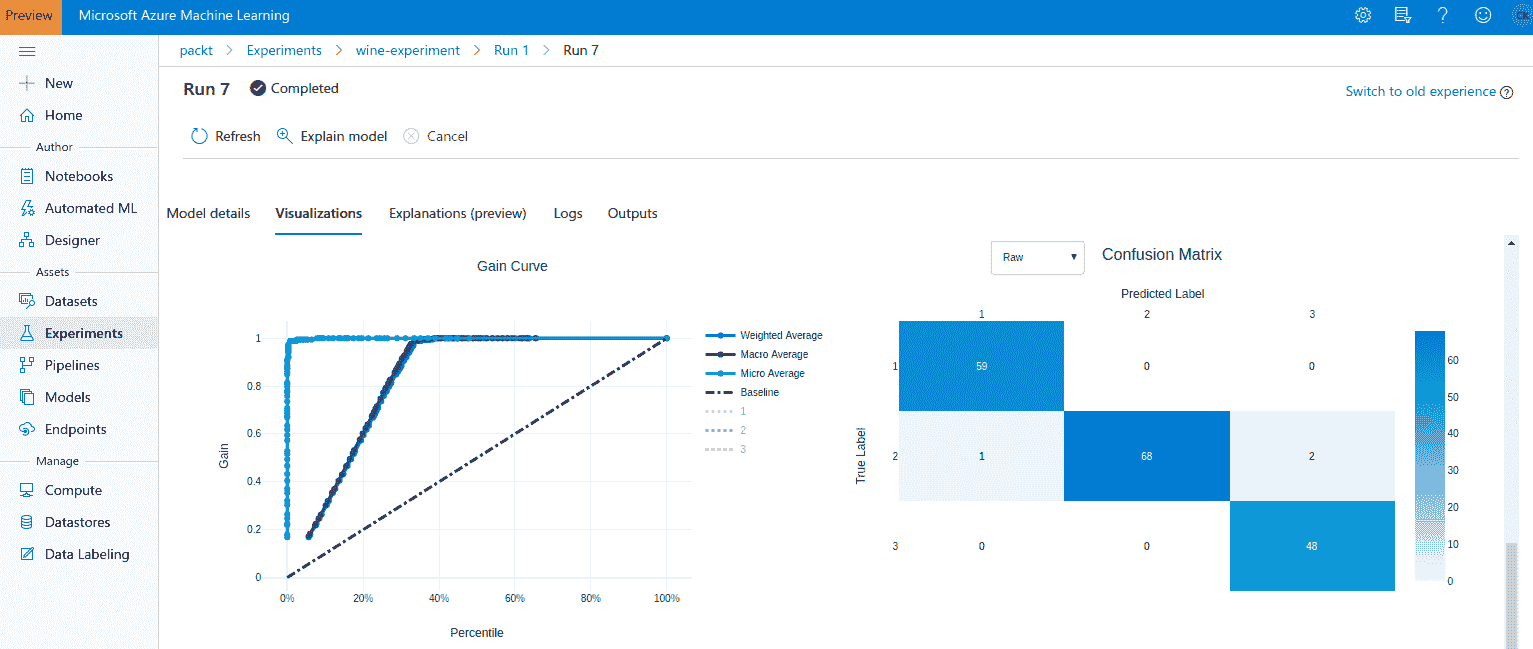 Preview
Microsoft Azure Machine Learning
packt > Experiments > wine-experiment > Run 1 > Run 7
New
Home
Author
Notebooks
Automated ML
Designer
Assets
Datasets
Experiments
Pipelines
Models
Endpoints
Manage
Compute
Datastores
Data Labeling
Run 7 Completed
Switch to old experience ?
Refresh Explain model Cancel
Model details Visualizations Explanations (preview) Logs Outputs
Gain Curve
1
0.8
0.6
0.4
0.2
0
Gain
0% 20% 40% 60% 80% 100%
Percentile
Weighted Average
Macro Average
Micro Average
Baseline
1
2
3
Raw
Confusion Matrix
Predicted Label
1 2 3
True Label
1 59 0 0
2 1 68 2
3 0 0 48
60
50
40
30
20
10
0